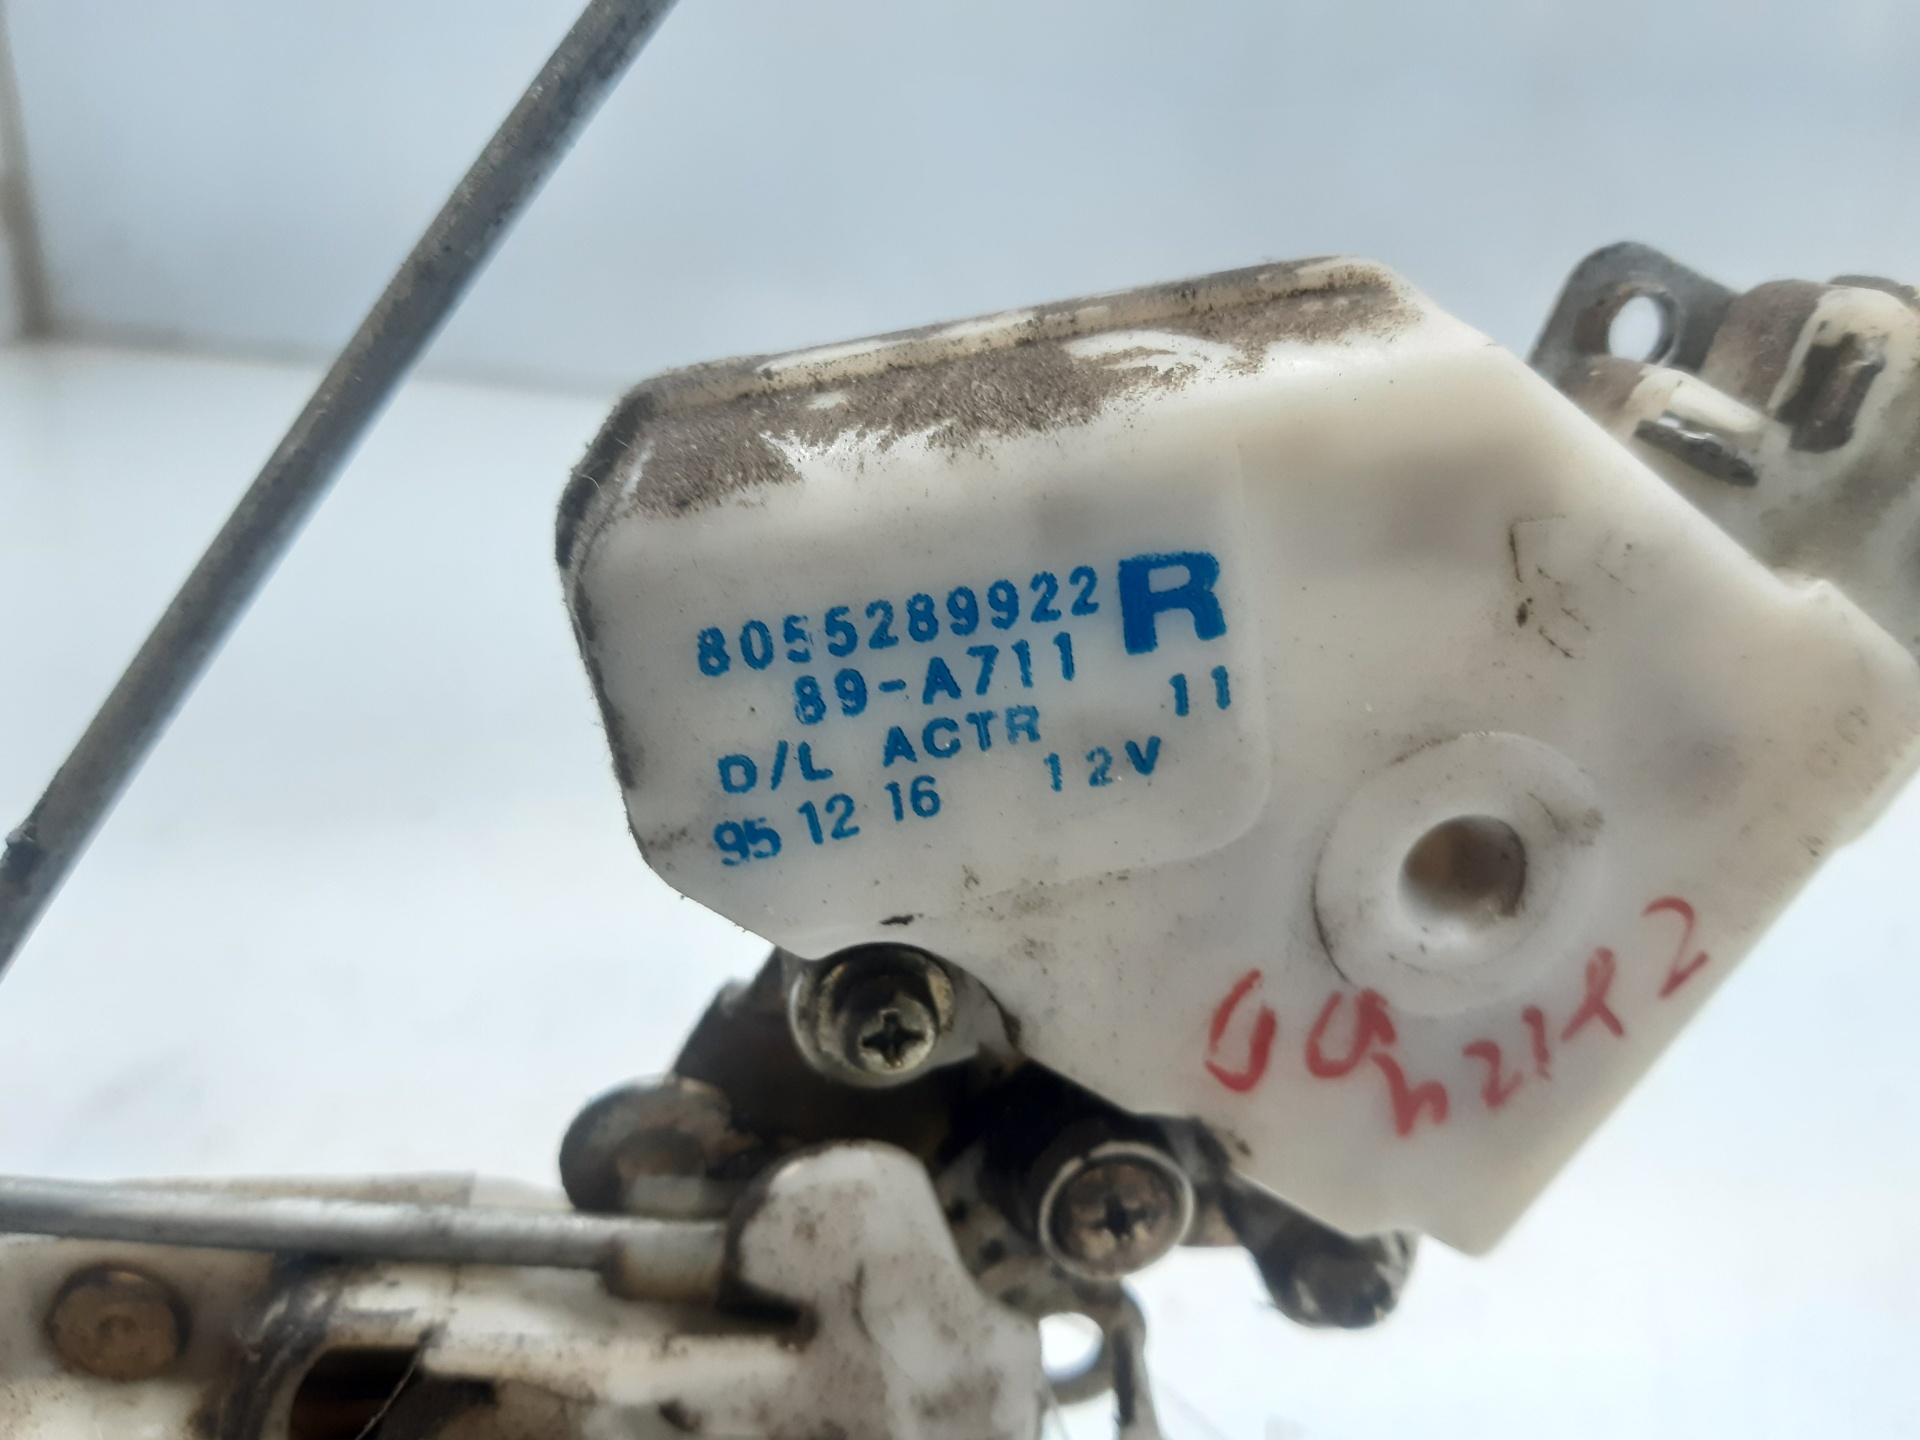 8055289922 R
89-A711
D/L ACTR 11
95 12 16 12V